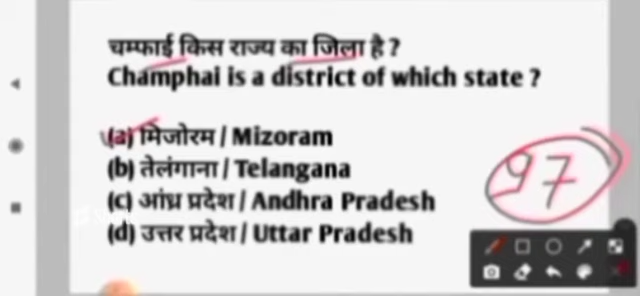 चम्फाई किस राज्य का जिला है ?
Champhai is a district of which state ?
(a) मिजोरम / Mizoram
(b) तेलंगाना / Telangana
(c) आंध्र प्रदेश / Andhra Pradesh
(d) उत्तर प्रदेश / Uttar Pradesh
97